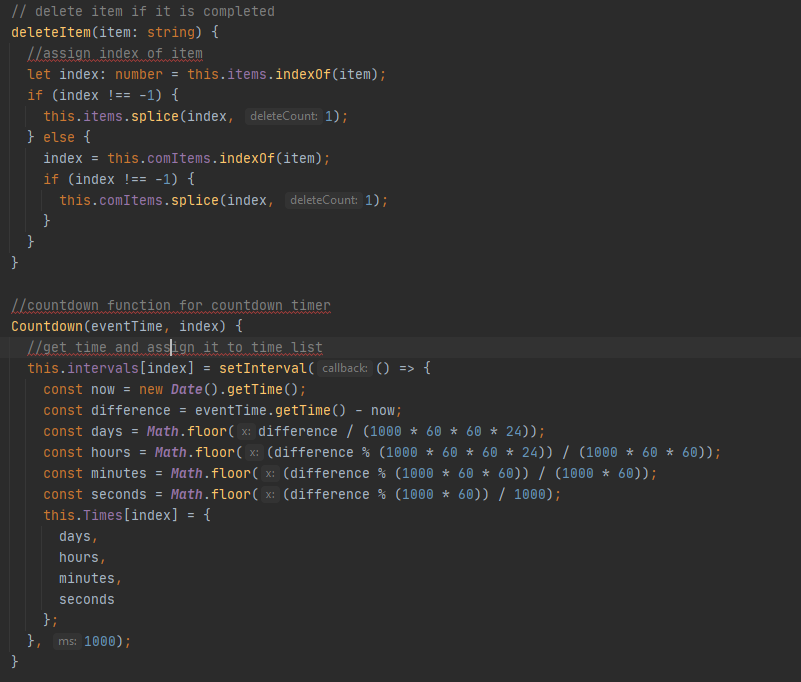 // delete item if it is completed
deleteItem(item: string) {
//assign index of item
let index: number = this.items.indexOf(item);
if (index !== -1) {
this.items.splice(index, deleteCount: 1);
} else {
index = this.comItems.indexOf(item);
if (index !== -1) {
this.comItems.splice(index, deleteCount: 1);
}
}
}
//countdown function for countdown timer
Countdown(eventTime, index) {
//get time and assign it to time list
this.intervals[index] = setInterval( callback: () => {
const now = new Date().getTime();
const difference = eventTime.getTime() - now;
const days = Math.floor( x: difference / (1000 * 60 * 60 * 24));
const hours = Math.floor( x: (difference % (1000 * 60 * 60 * 24)) / (1000 * 60 * 60));
const minutes = Math.floor( x: (difference % (1000 * 60 * 60)) / (1000 * 60));
const seconds = Math.floor( x: (difference % (1000 * 60)) / 1000);
this.Times[index] = {
days,
hours,
minutes,
seconds
};
}, ms: 1000);
}